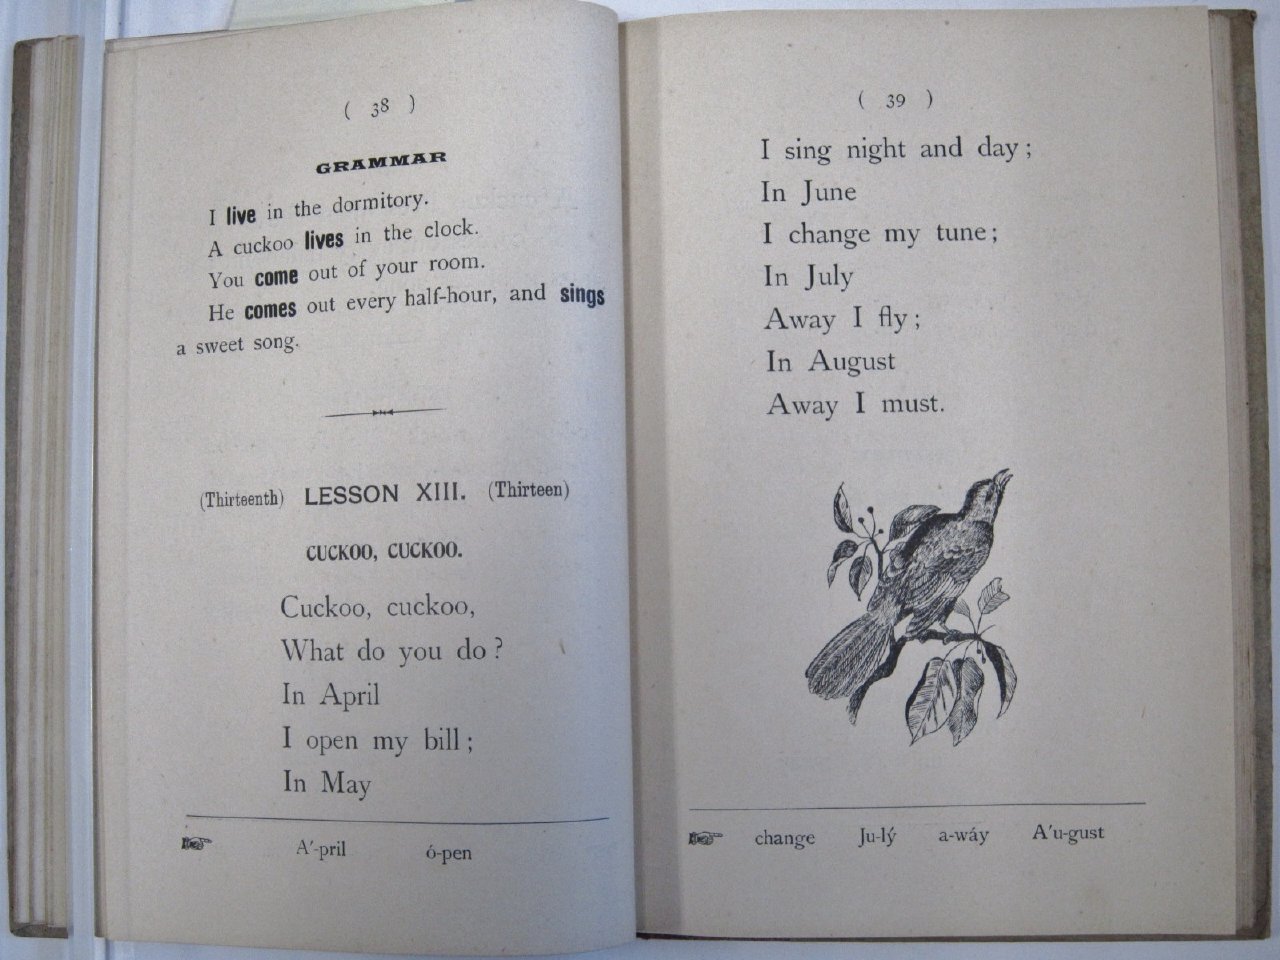 ( 38 )
GRAMMAR
I live in the dormitory.
A cuckoo lives in the clock.
You come out of your room.
He comes out every half-hour, and sings
a sweet song.
(Thirteenth) LESSON XIII. (Thirteen)
CUCKOO, CUCKOO.
Cuckoo, cuckoo,
What do you do ?
In April
I open my bill ;
In May
A′-pril ó-pen
( 39 )
I sing night and day ;
In June
I change my tune ;
In July
Away I fly ;
In August
Away I must.
change Ju-lý a-wáy A′u-gust